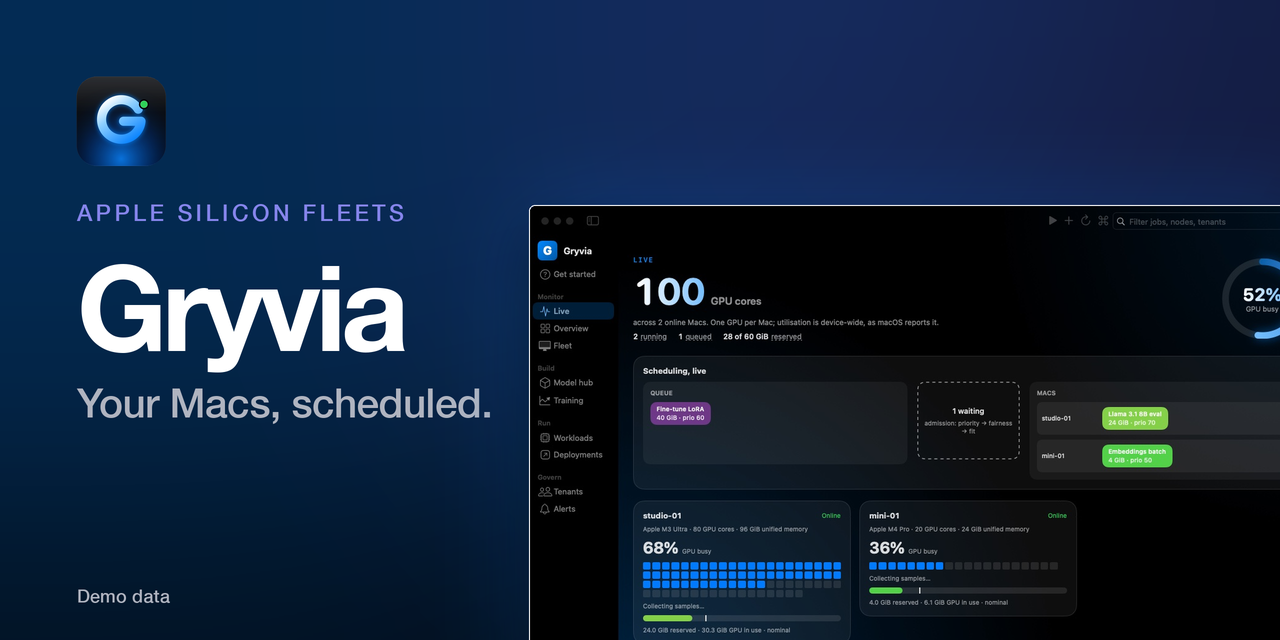 G
APPLE SILICON FLEETS
Gryvia
Your Macs, scheduled.
Demo data
Filter jobs, nodes, tenants
G Gryvia
Get started
Monitor
Live
Overview
Fleet
Build
Model hub
Training
Run
Workloads
Deployments
Govern
Tenants
Alerts
LIVE
100 GPU cores
across 2 online Macs. One GPU per Mac; utilisation is device-wide, as macOS reports it.
2 running 1 queued 28 of 60 GiB reserved
52%
GPU busy
Scheduling, live
QUEUE
Fine-tune LoRA
40 GiB · prio 60
1 waiting
admission: priority → fairness
→ fit
MACS
studio-01
Llama 3.1 8B eval
24 GiB · prio 70
mini-01
Embeddings batch
4 GiB · prio 50
studio-01 Online
Apple M3 Ultra · 80 GPU cores · 96 GiB unified memory
68% GPU busy
Collecting samples...
24.0 GiB reserved · 30.3 GiB GPU in use · nominal
mini-01 Online
Apple M4 Pro · 20 GPU cores · 24 GiB unified memory
36% GPU busy
Collecting samples...
4.0 GiB reserved · 6.1 GiB GPU in use · nominal